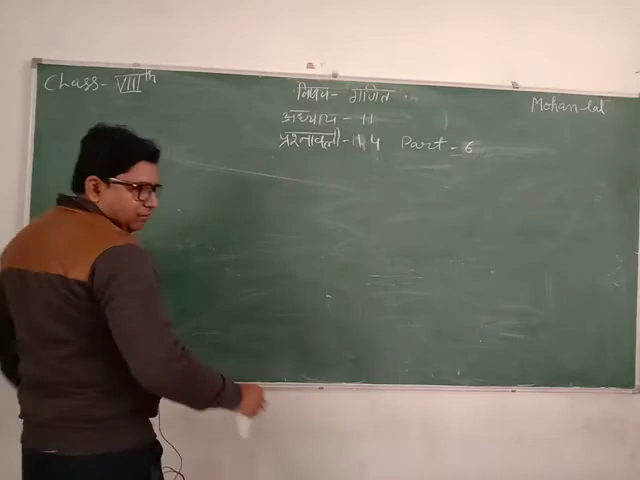 Class- VIIIth
विषय- गणित
Mohan lal
अध्याय - 11
प्रश्नावली - 11.4 Part - 6